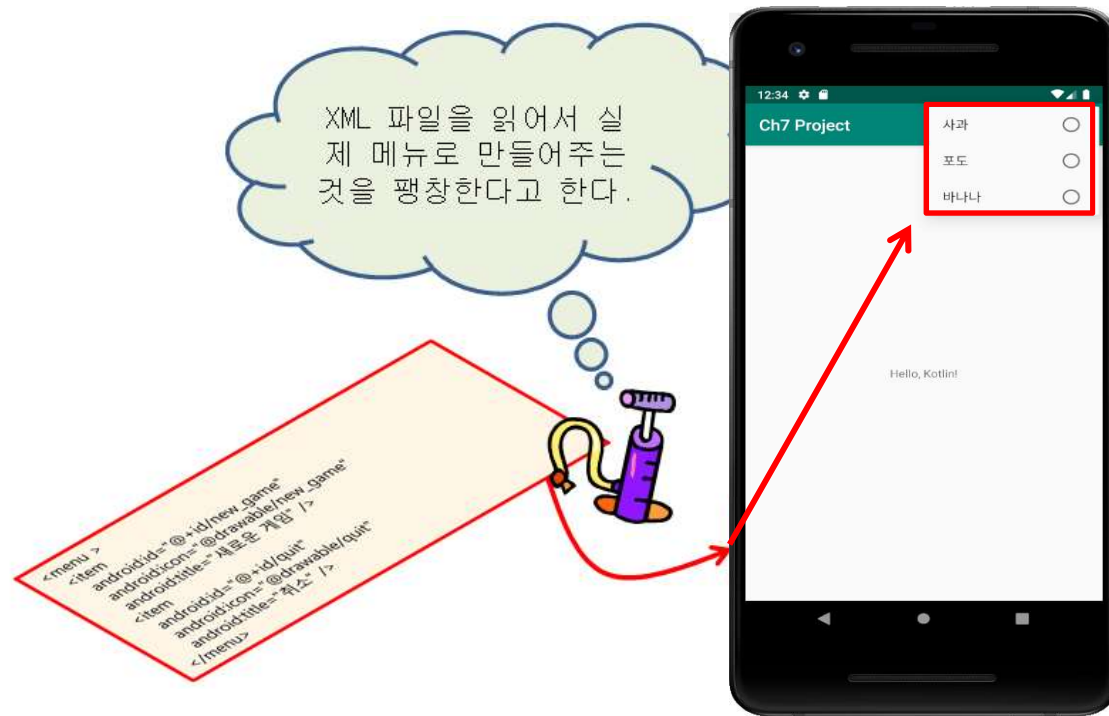 XML 파일을 읽어서 실
제 메뉴로 만들어주는
것을 팽창한다고 한다.
<menu >
<item
android:id="@+id/new_game"
android:icon="@drawable/new_game"
android:title="새로운 게임" />
<item
android:id="@+id/quit"
android:icon="@drawable/quit"
android:title="취소" />
</menu>
12:34
Ch7 Project
사과
포도
바나나
Hello, Kotlin!